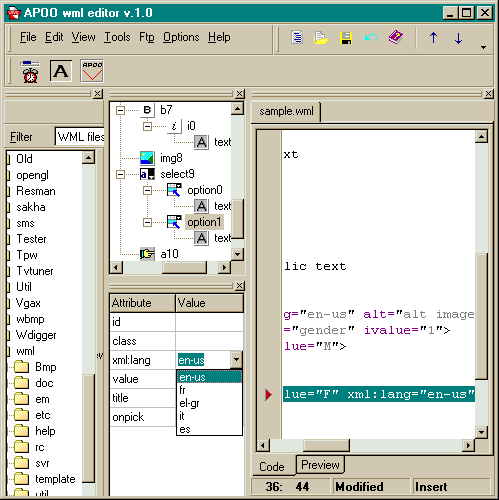 APOO wml editor v.1.0
File Edit View Tools Ftp Options Help
A APOO
Filter WML files
Old
opengl
Resman
sakha
sms
Tester
Tpw
Tvtuner
Util
Vgax
wbmp
Wdigger
wml
Bmp
doc
em
etc
help
rc
svr
template
util
B b7
i i0
A text
img8
a select9
option0
A text
option1
A text
a10
Attribute Value
id
class
xml:lang en-us
value en-us
title fr
onpick el-gr
it
es
sample.wml
xt
lic text
g="en-us" alt="alt image
="gender" ivalue="1">
lue="M">
lue="F" xml:lang="en-us"
Code Preview
36: 44 Modified Insert